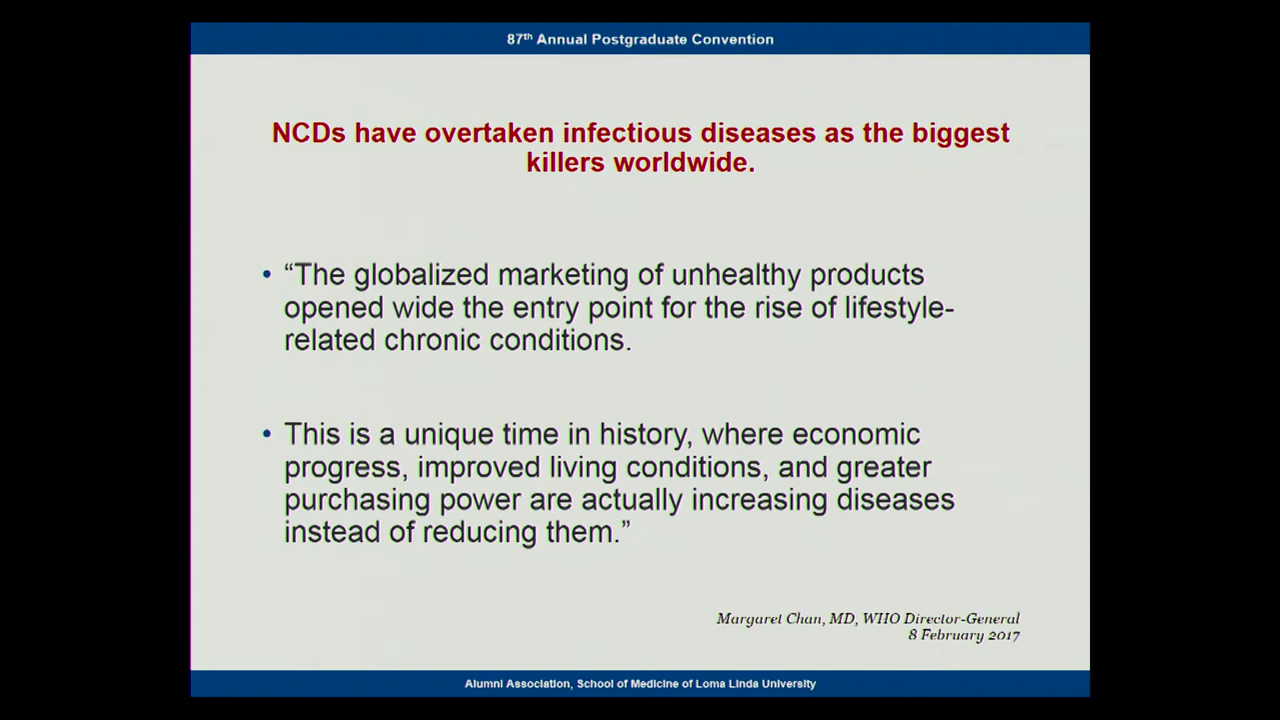 87th Annual Postgraduate Convention
NCDs have overtaken infectious diseases as the biggest
killers worldwide.
• “The globalized marketing of unhealthy products
opened wide the entry point for the rise of lifestyle-
related chronic conditions.
• This is a unique time in history, where economic
progress, improved living conditions, and greater
purchasing power are actually increasing diseases
instead of reducing them.”
Margaret Chan, MD, WHO Director-General
8 February 2017
Alumni Association, School of Medicine of Loma Linda University